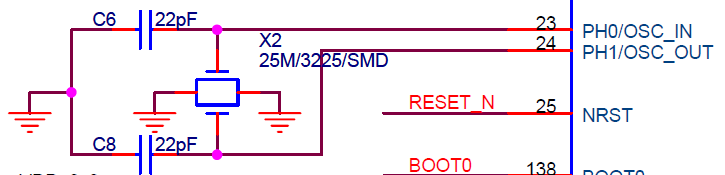 C6 22pF
X2
25M/3225/SMD
23
PH0/OSC_IN
24
PH1/OSC_OUT
RESET_N
25
NRST
C8 22pF
BOOT0
138